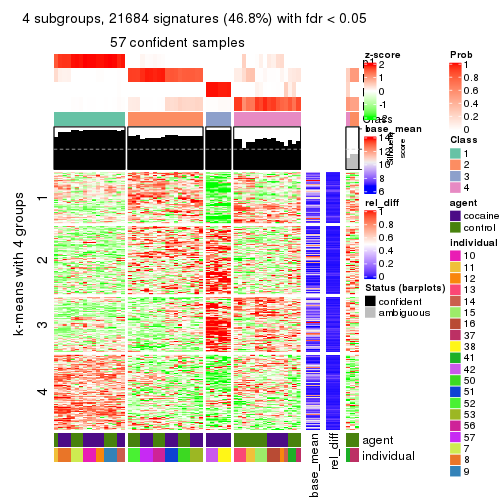 4 subgroups, 21684 signatures (46.8%) with fdr < 0.05
57 confident samples
k-means with 4 groups
1
2
3
4
Class
Silhouette
score
agent
individual
base_mean
rel_diff
z-score
2
1
0
-1
-2
base_mean
14
12
10
8
6
rel_diff
1
0.8
0.6
0.4
0.2
0
Status (barplots)
confident
ambiguous
Prob
1
0.8
0.6
0.4
0.2
0
Class
1
2
3
4
agent
cocaine
control
individual
10
11
12
13
14
15
16
37
38
41
42
50
51
52
53
56
57
7
8
9